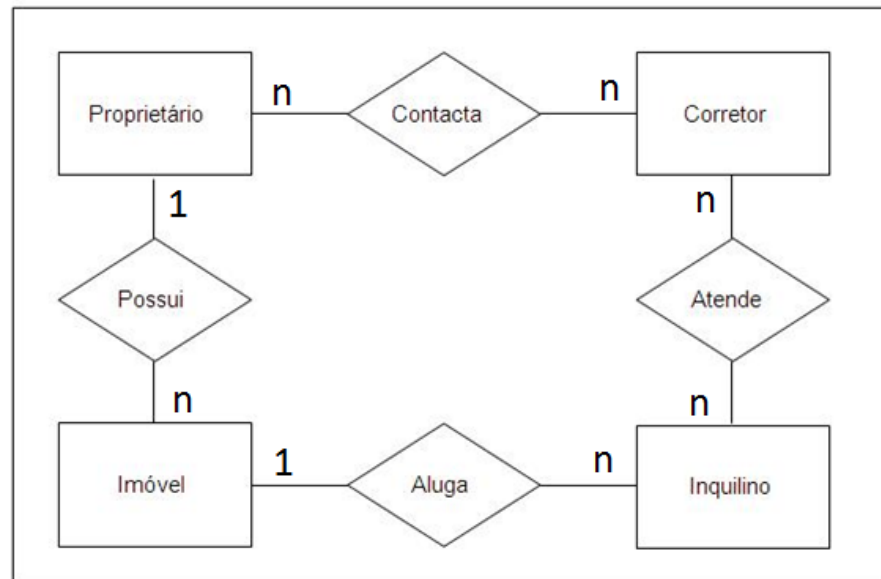 Proprietário n Contacta n Corretor
1 n
Possui Atende
n n
Imóvel 1 Aluga n Inquilino